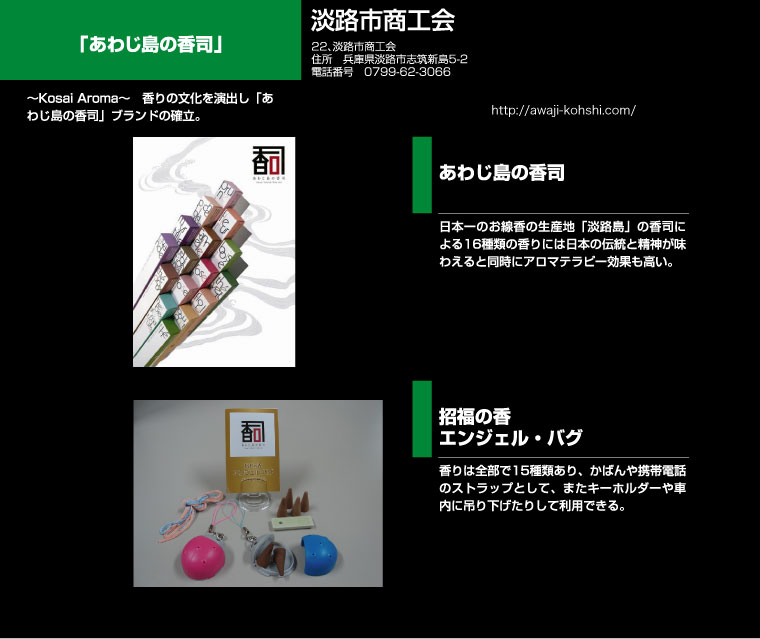 「あわじ島の香司」
淡路市商工会
22、淡路市商工会
住所　兵庫県淡路市志筑新島5-2
電話番号　0799-62-3066
～Kosai Aroma～　香りの文化を演出し「あ
わじ島の香司」ブランドの確立。
http://awaji-kohshi.com/
香司
あわじ島の香司
あわじ島の香司
日本一のお線香の生産地「淡路島」の香司に
よる16種類の香りには日本の伝統と精神が味
わえると同時にアロマテラピー効果も高い。
香司
招福の香
エンジェル・バグ
香りは全部で15種類あり、かばんや携帯電話
のストラップとして、またキーホルダーや車
内に吊り下げたりして利用できる。